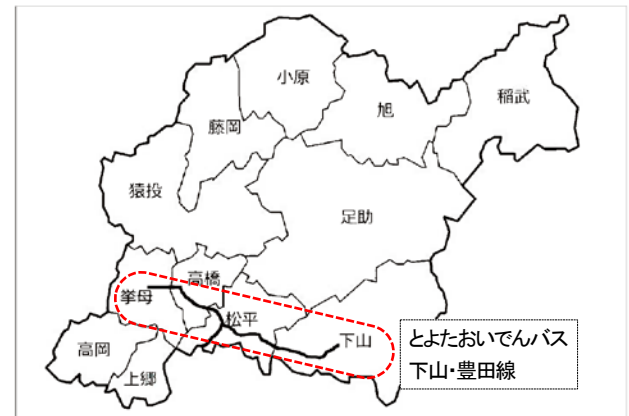 小原
稲武
旭
藤岡
猿投
足助
高橋
挙母
松平
下山
高岡
上郷
とよたおいでんバス
下山・豊田線